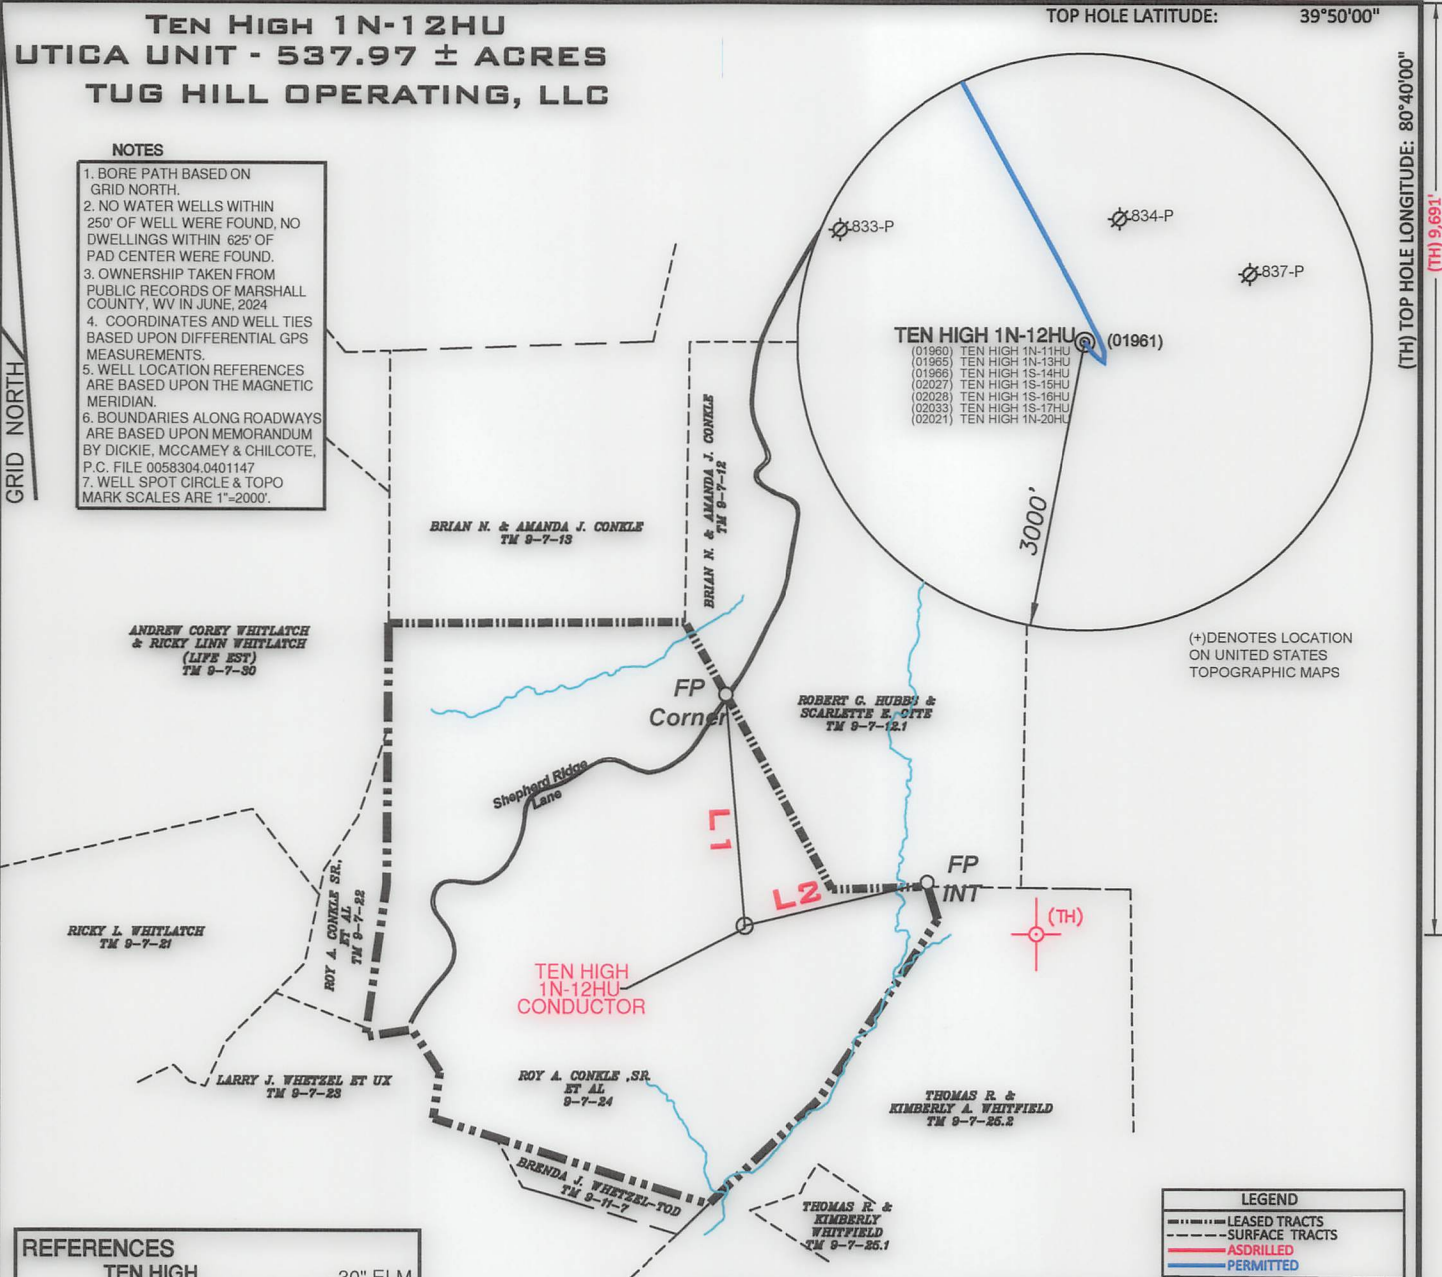 TEN HIGH 1N-12HU
UTICA UNIT - 537.97 ± ACRES
TUG HILL OPERATING, LLC
TOP HOLE LATITUDE: 39°50'00"
(TH) TOP HOLE LONGITUDE: 80°40'00"
(TH) 9,691'
NOTES
1. BORE PATH BASED ON
GRID NORTH.
2. NO WATER WELLS WITHIN
250' OF WELL WERE FOUND, NO
DWELLINGS WITHIN 625' OF
PAD CENTER WERE FOUND.
3. OWNERSHIP TAKEN FROM
PUBLIC RECORDS OF MARSHALL
COUNTY, WV IN JUNE, 2024
4. COORDINATES AND WELL TIES
BASED UPON DIFFERENTIAL GPS
MEASUREMENTS.
5. WELL LOCATION REFERENCES
ARE BASED UPON THE MAGNETIC
MERIDIAN.
6. BOUNDARIES ALONG ROADWAYS
ARE BASED UPON MEMORANDUM
BY DICKIE, MCCAMEY & CHILCOTE,
P.C. FILE 0058304.0401147
7. WELL SPOT CIRCLE & TOPO
MARK SCALES ARE 1"=2000'.
GRID NORTH
833-P
834-P
837-P
TEN HIGH 1N-12HU (01961)
(01960) TEN HIGH 1N-11HU
(01965) TEN HIGH 1N-13HU
(01966) TEN HIGH 1S-14HU
(02027) TEN HIGH 1S-15HU
(02028) TEN HIGH 1S-16HU
(02033) TEN HIGH 1S-17HU
(02021) TEN HIGH 1N-20HU
3000'
(+)DENOTES LOCATION
ON UNITED STATES
TOPOGRAPHIC MAPS
BRIAN N. & AMANDA J. CONKLE
TM 9-7-13
BRIAN N. & AMANDA J. CONKLE
TM 9-7-12
ANDREW COREY WHITLATCH
& RICKY LINN WHITLATCH
(LIFE EST)
TM 9-7-30
FP
Corner
ROBERT G. HUBBS &
SCARLETTE E. OTTE
TM 9-7-12.1
Shepherd Ridge
Lane
L1
L2
FP
INT
(TH)
ROY A. CONKLE SR.,
ET AL
TM 9-7-22
RICKY L. WHITLATCH
TM 9-7-21
TEN HIGH
1N-12HU
CONDUCTOR
LARRY J. WHETZEL ET UX
TM 9-7-23
ROY A. CONKLE ,SR.
ET AL
9-7-24
THOMAS R. &
KIMBERLY A. WHITFIELD
TM 9-7-25.2
BRENDA J. WHETZEL-TOD
TM 9-11-7
THOMAS R. &
KIMBERLY
WHITFIELD
TM 9-7-25.1
LEGEND
LEASED TRACTS
SURFACE TRACTS
ASDRILLED
PERMITTED
REFERENCES
TEN HIGH
30" ELM